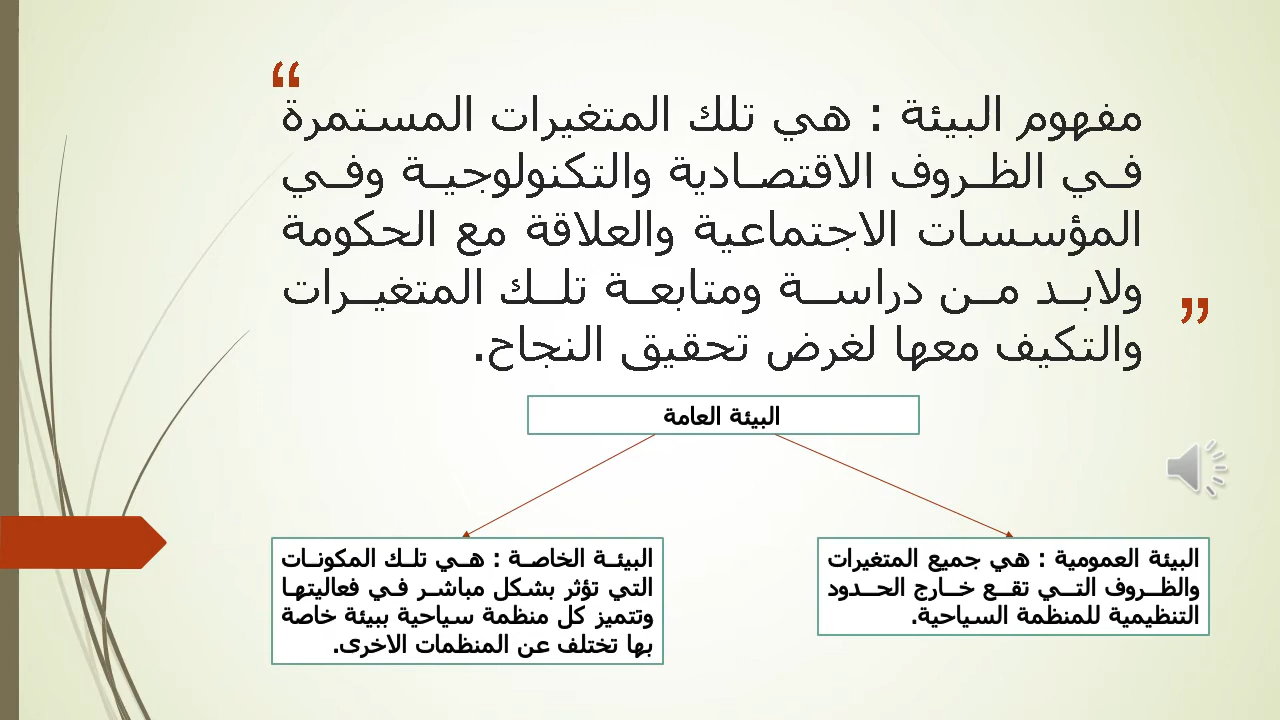 “
مفهوم البيئة : هي تلك المتغيرات المستمرة
في الظروف الاقتصادية والتكنولوجية وفي
المؤسسات الاجتماعية والعلاقة مع الحكومة
ولابد من دراسة ومتابعة تلك المتغيرات
والتكيف معها لغرض تحقيق النجاح.
”
البيئة العامة
البيئة العمومية : هي جميع المتغيرات
والظروف التي تقع خارج الحدود
التنظيمية للمنظمة السياحية.
البيئة الخاصة : هي تلك المكونات
التي تؤثر بشكل مباشر في فعاليتها
وتتميز كل منظمة سياحية ببيئة خاصة
بها تختلف عن المنظمات الاخرى.